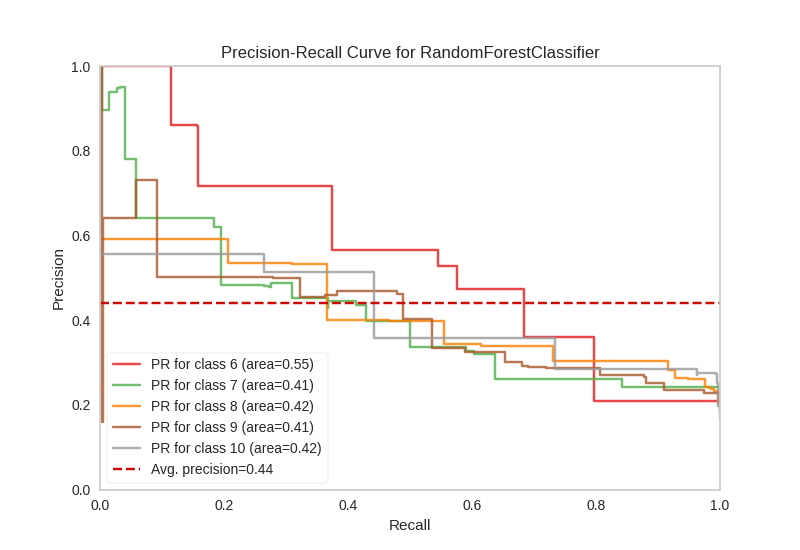 Precision-Recall Curve for RandomForestClassifier
1.0
0.8
0.6
0.4
0.2
0.0
Precision
PR for class 6 (area=0.55)
PR for class 7 (area=0.41)
PR for class 8 (area=0.42)
PR for class 9 (area=0.41)
PR for class 10 (area=0.42)
Avg. precision=0.44
0.0 0.2 0.4 0.6 0.8 1.0
Recall